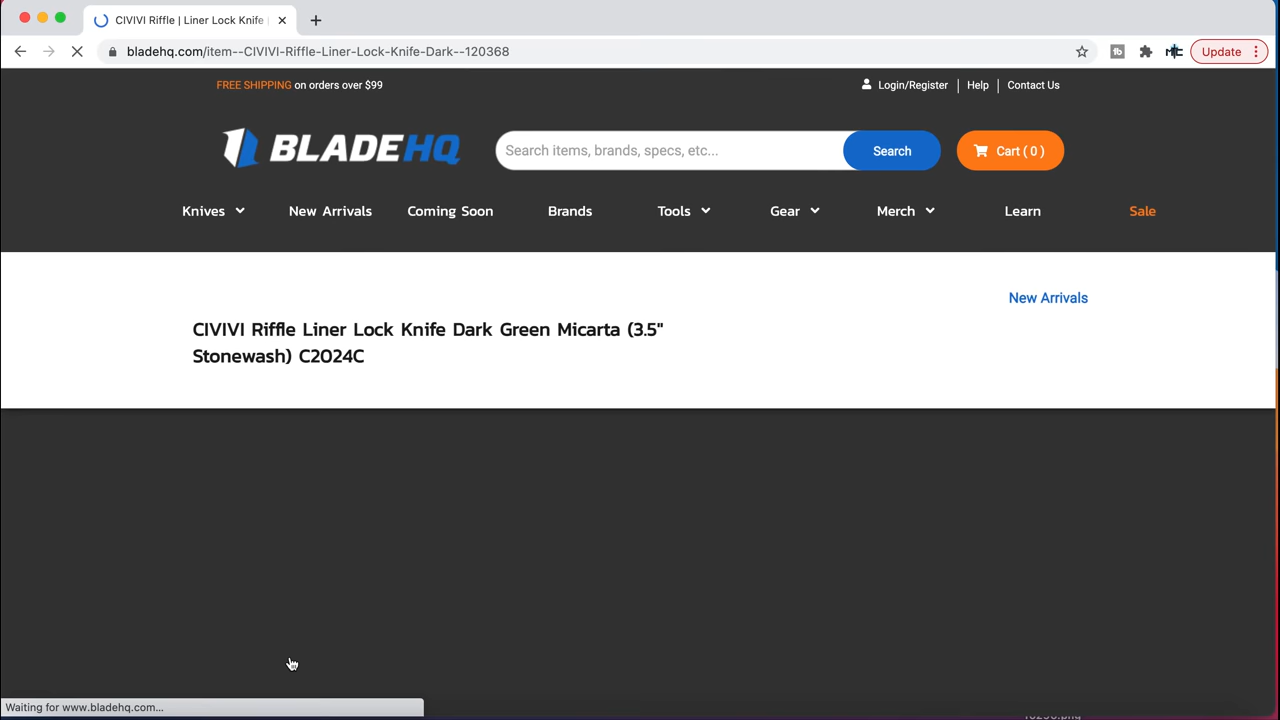 CIVIVI Riffle | Liner Lock Knife
bladehq.com/item--CIVIVI-Riffle-Liner-Lock-Knife-Dark--120368
Update
FREE SHIPPING on orders over $99
Login/Register
Help
Contact Us
BLADEHQ
Search items, brands, specs, etc...
Search
Cart ( 0 )
Knives
New Arrivals
Coming Soon
Brands
Tools
Gear
Merch
Learn
Sale
New Arrivals
CIVIVI Riffle Liner Lock Knife Dark Green Micarta (3.5"
Stonewash) C2024C
Waiting for www.bladehq.com...